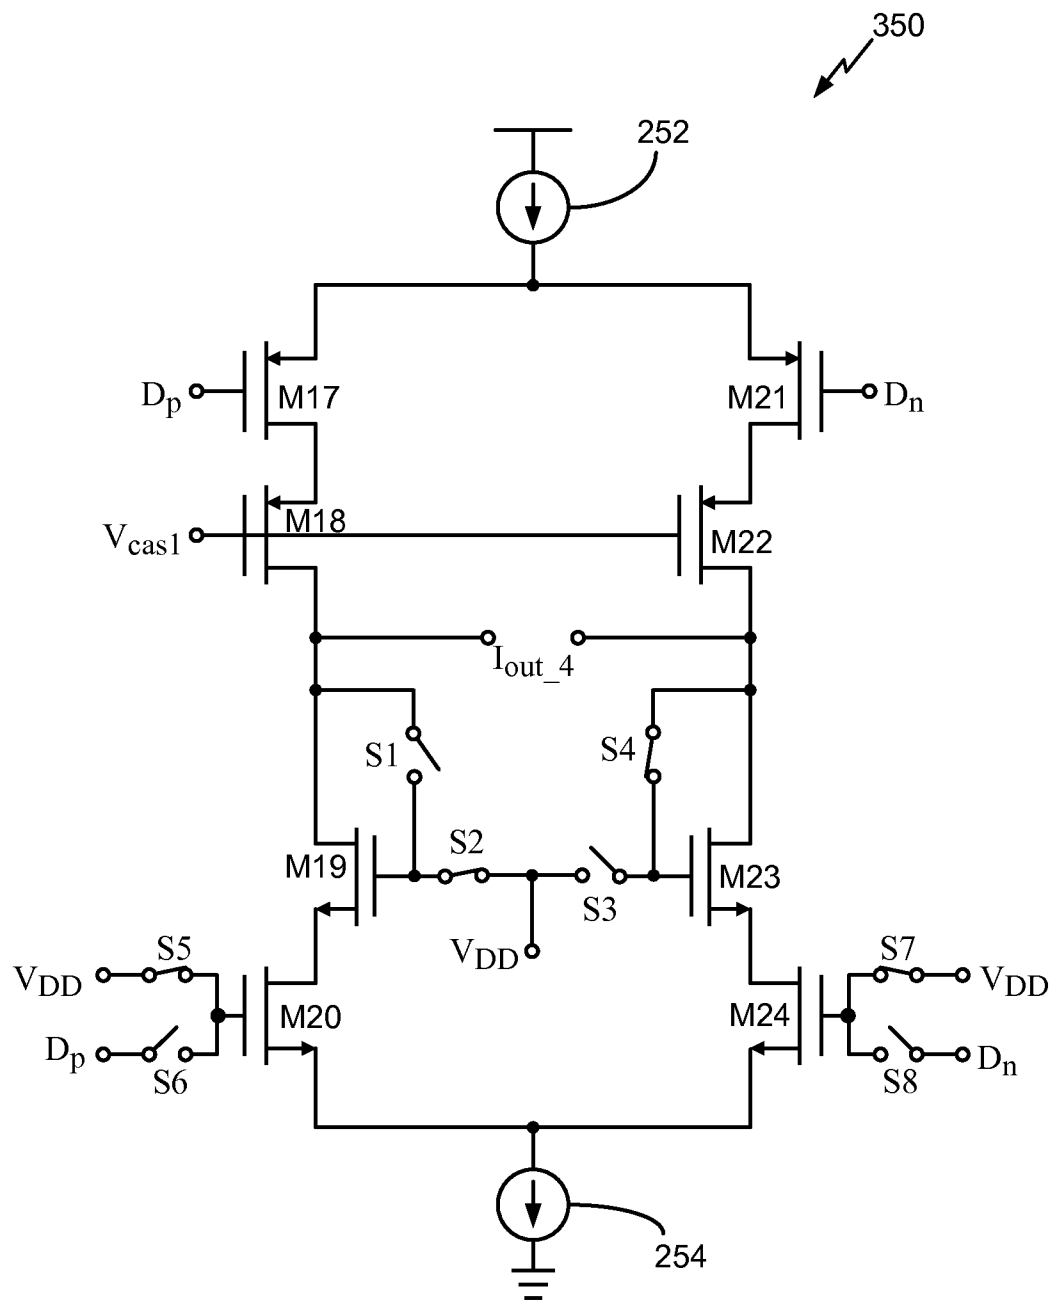 350
252
Dp
M17
M21
Dn
Vcas1
M18
M22
Iout_4
S1
S4
M19
S2
S3
M23
VDD
VDD
S5
S7
VDD
M20
M24
Dp
S6
S8
Dn
254